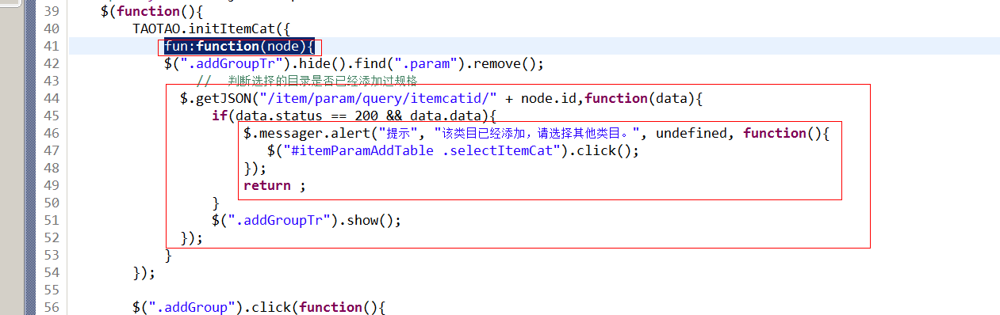 39 $(function(){
40 TAOTAO.initItemCat({
41 fun:function(node){
42 $(".addGroupTr").hide().find(".param").remove();
43 // 判断选择的目录是否已经添加过规格
44 $.getJSON("/item/param/query/itemcatid/" + node.id,function(data){
45 if(data.status == 200 && data.data){
46 $.messager.alert("提示", "该类目已经添加，请选择其他类目。", undefined, function(){
47 $("#itemParamAddTable .selectItemCat").click();
48 });
49 return ;
50 }
51 $(".addGroupTr").show();
52 });
53 }
54 });
55
56 $(".addGroup").click(function(){